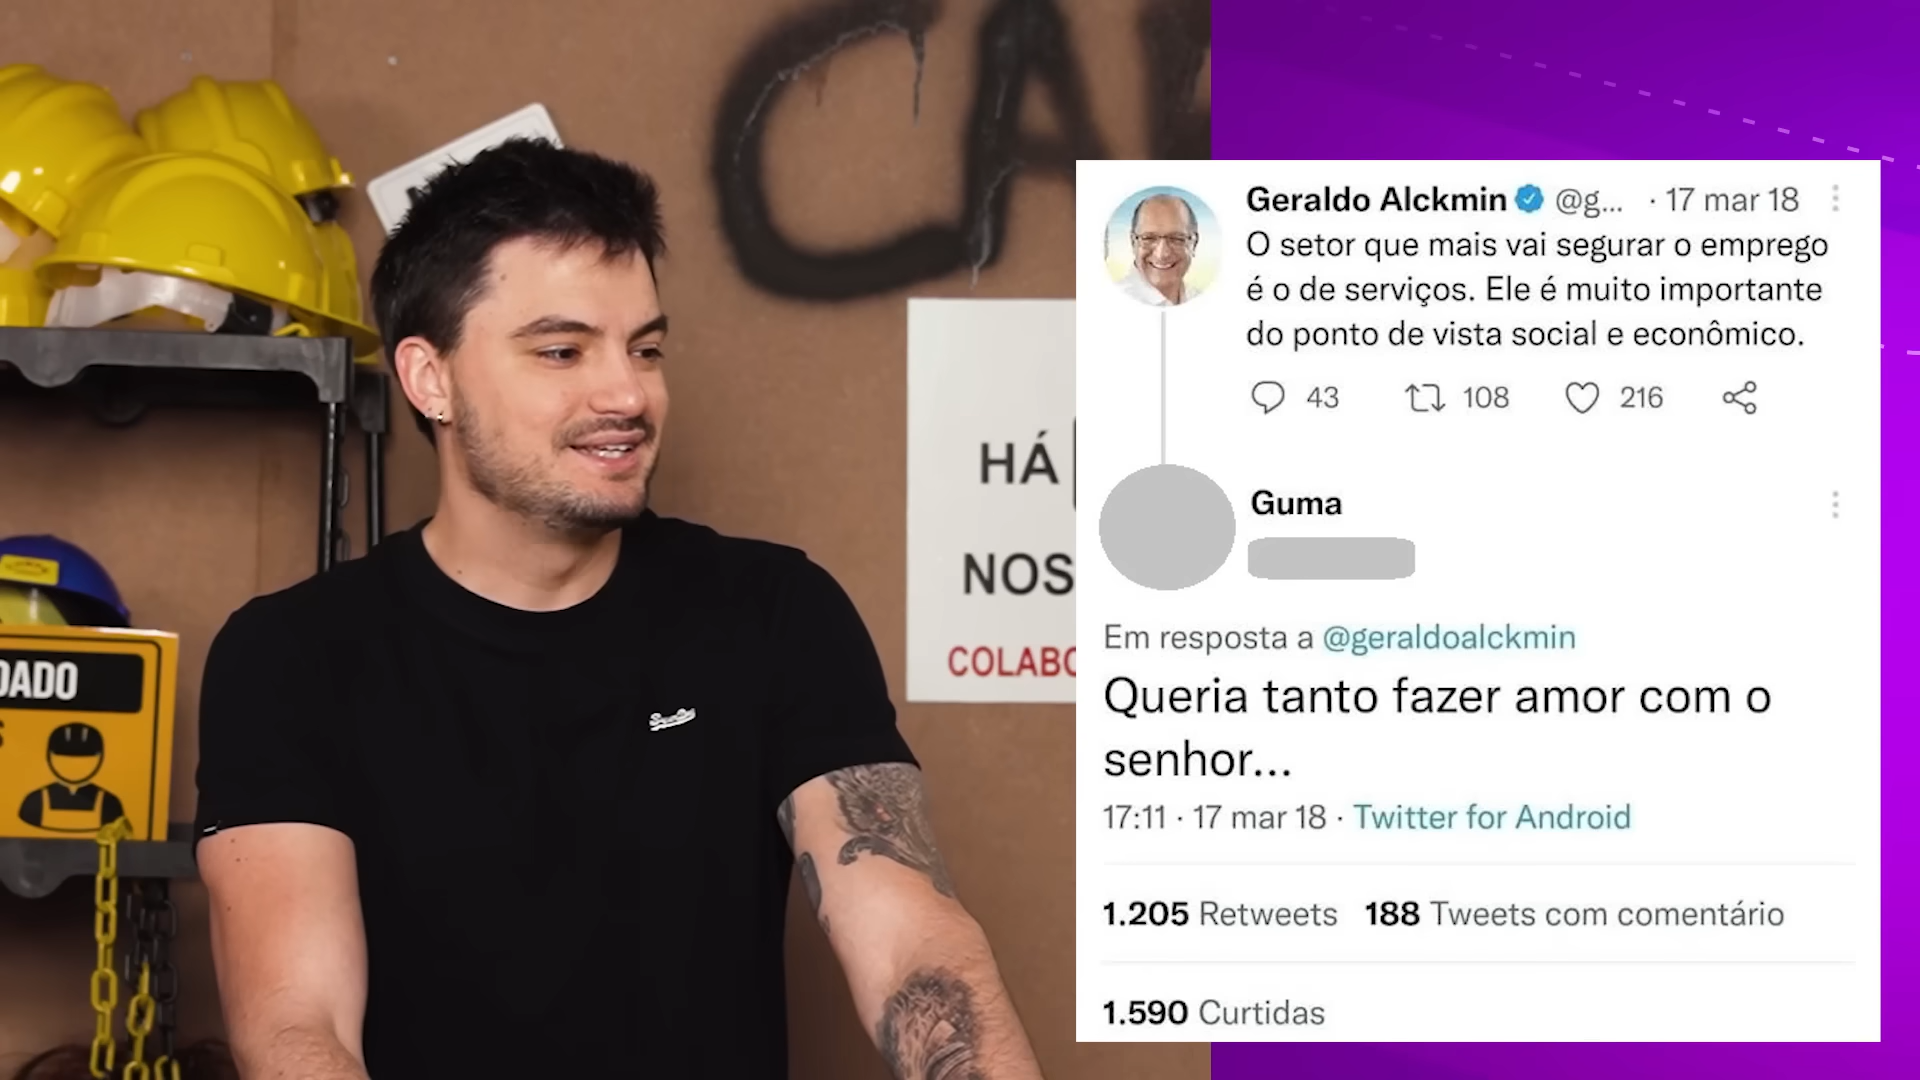 CA
HÁ
NOS
COLABO
DADO
S
Geraldo Alckmin @g... · 17 mar 18
O setor que mais vai segurar o emprego
é o de serviços. Ele é muito importante
do ponto de vista social e econômico.
43 108 216
Guma
Em resposta a @geraldoalckmin
Queria tanto fazer amor com o
senhor...
17:11 · 17 mar 18 · Twitter for Android
1.205 Retweets 188 Tweets com comentário
1.590 Curtidas